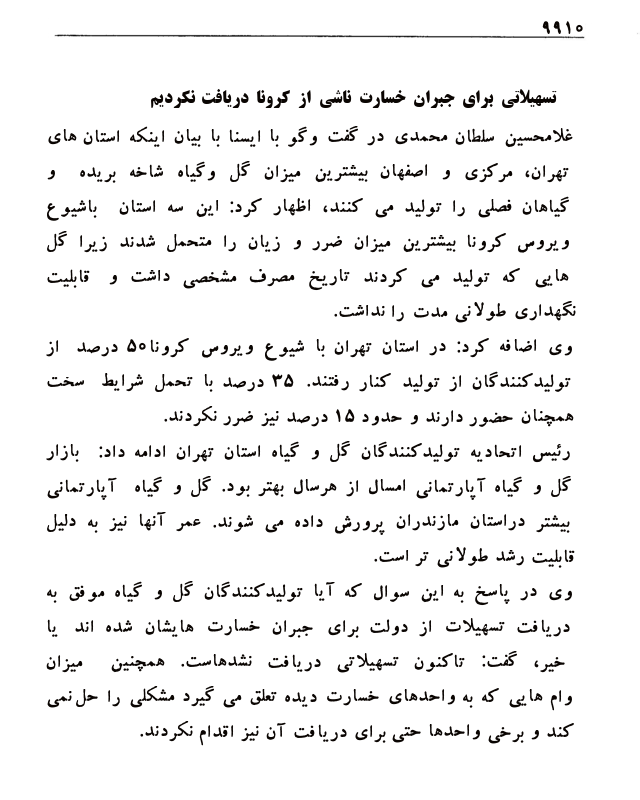 ۹۹۱۰
تسهیلاتی برای جبران خسارت ناشی از کرونا دریافت نکردیم
غلامحسین سلطان محمدی در گفت وگو با ایسنا با بیان اینکه استان های
تهران، مرکزی و اصفهان بیشترین میزان گل وگیاه شاخه بریده و
گیاهان فصلی را تولید می کنند، اظهار کرد: این سه استان باشیوع
ویروس کرونا بیشترین میزان ضرر و زیان را متحمل شدند زیرا گل
هایی که تولید می کردند تاریخ مصرف مشخصی داشت و قابلیت
نگهداری طولانی مدت را نداشت.
وی اضافه کرد: در استان تهران با شیوع ویروس کرونا۵۰ درصد از
تولیدکنندگان از تولید کنار رفتند. ۳۵ درصد با تحمل شرایط سخت
همچنان حضور دارند و حدود ۱۵ درصد نیز ضرر نکردند.
رئیس اتحادیه تولیدکنندگان گل و گیاه استان تهران ادامه داد: بازار
گل و گیاه آپارتمانی امسال از هرسال بهتر بود. گل و گیاه آپارتمانی
بیشتر دراستان مازندران پرورش داده می شوند. عمر آنها نیز به دلیل
قابلیت رشد طولانی تر است.
وی در پاسخ به این سوال که آیا تولیدکنندگان گل و گیاه موفق به
دریافت تسهیلات از دولت برای جبران خسارت هایشان شده اند یا
خیر، گفت: تاکنون تسهیلاتی دریافت نشدهاست. همچنین میزان
وام هایی که به واحدهای خسارت دیده تعلق می گیرد مشکلی را حل نمی
کند و برخی واحدها حتی برای دریافت آن نیز اقدام نکردند.